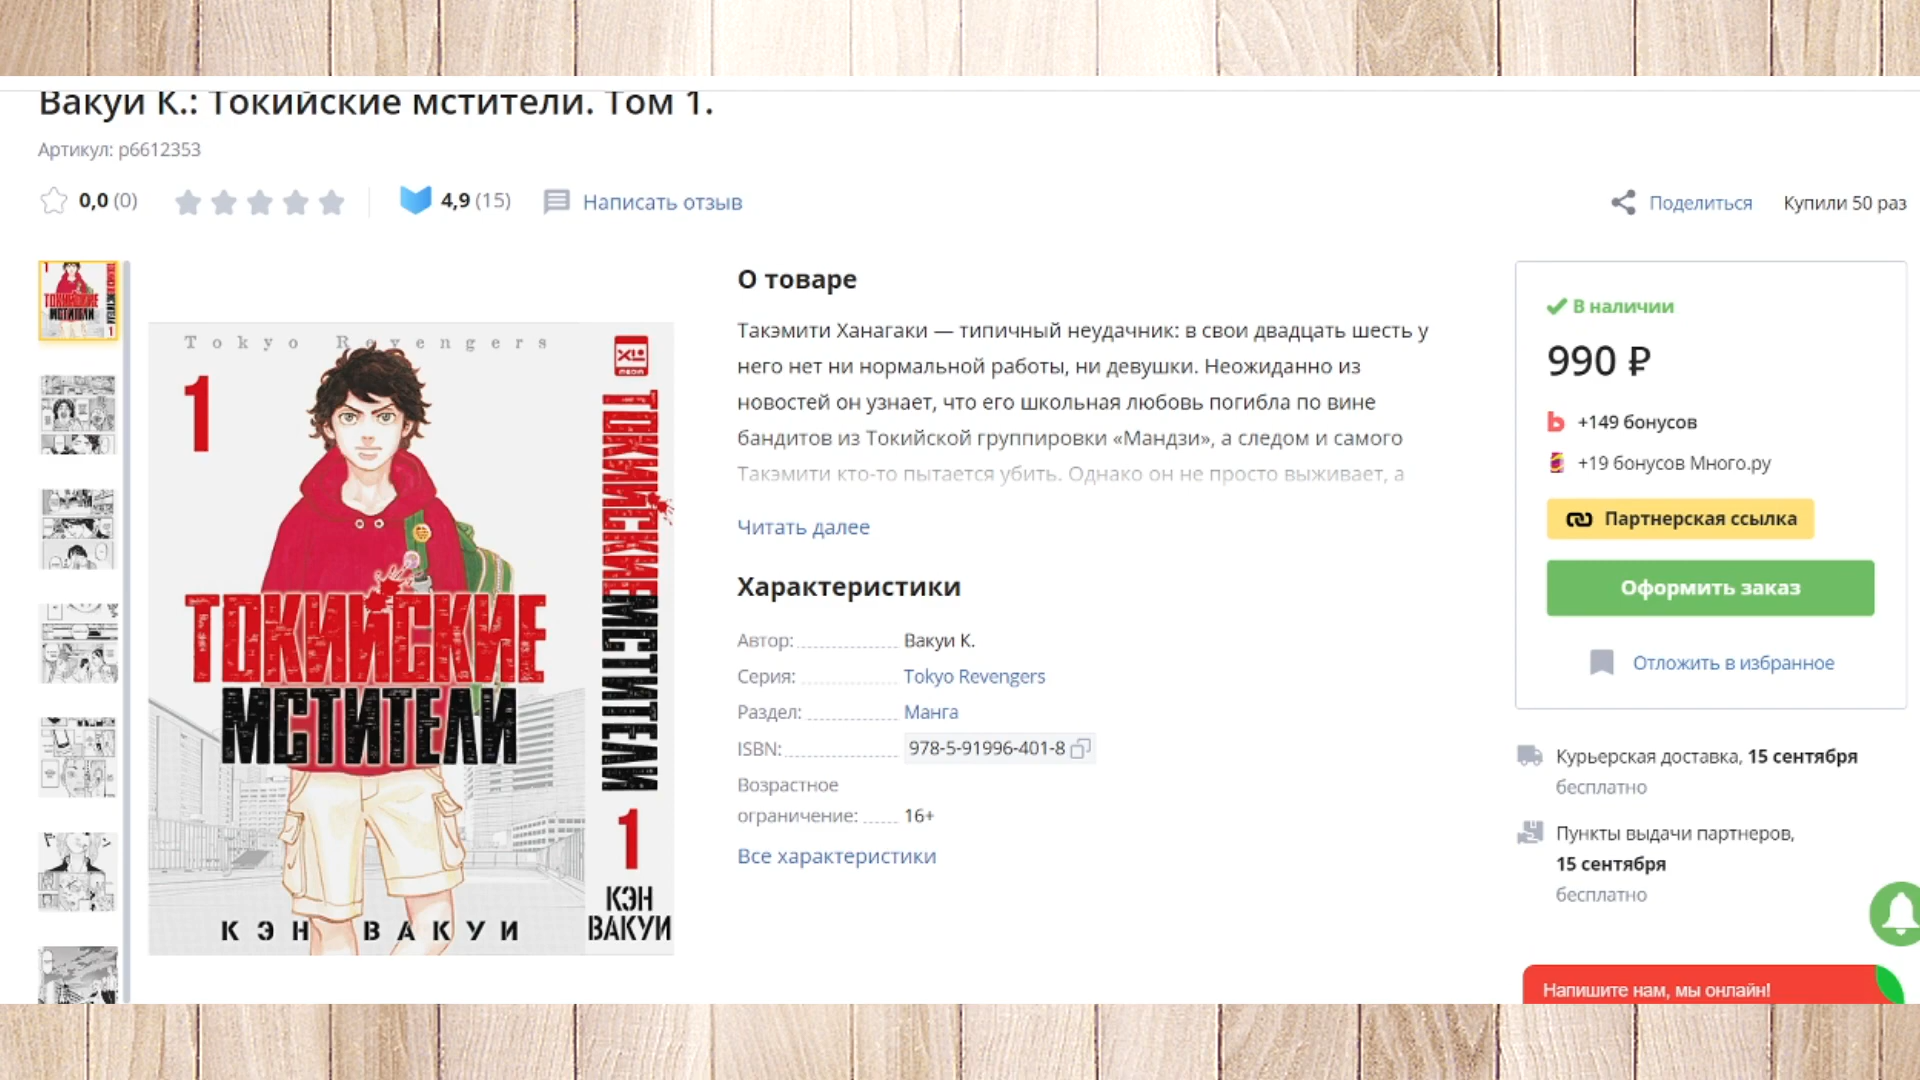 Вакуи К.: Токийские мстители. Том 1.
Артикул: p6612353
0,0 (0)
4,9 (15)
Написать отзыв
Поделиться
Купили 50 раз
Tokyo Revengers
1
ТОКИЙСКИЕ
МСТИТЕЛИ
КЭН ВАКУИ
XL
MEDIA
ТОКИЙСКИЕ МСТИТЕЛИ
1
КЭН
ВАКУИ
О товаре
Такэмити Ханагаки — типичный неудачник: в свои двадцать шесть у
него нет ни нормальной работы, ни девушки. Неожиданно из
новостей он узнает, что его школьная любовь погибла по вине
бандитов из Токийской группировки «Мандзи», а следом и самого
Такэмити кто-то пытается убить. Однако он не просто выживает, а
Читать далее
Характеристики
Автор: Вакуи К.
Серия: Tokyo Revengers
Раздел: Манга
ISBN: 978-5-91996-401-8
Возрастное
ограничение: 16+
Все характеристики
В наличии
990 ₽
+149 бонусов
+19 бонусов Много.ру
Партнерская ссылка
Оформить заказ
Отложить в избранное
Курьерская доставка, 15 сентября
бесплатно
Пункты выдачи партнеров,
15 сентября
бесплатно
Напишите нам, мы онлайн!